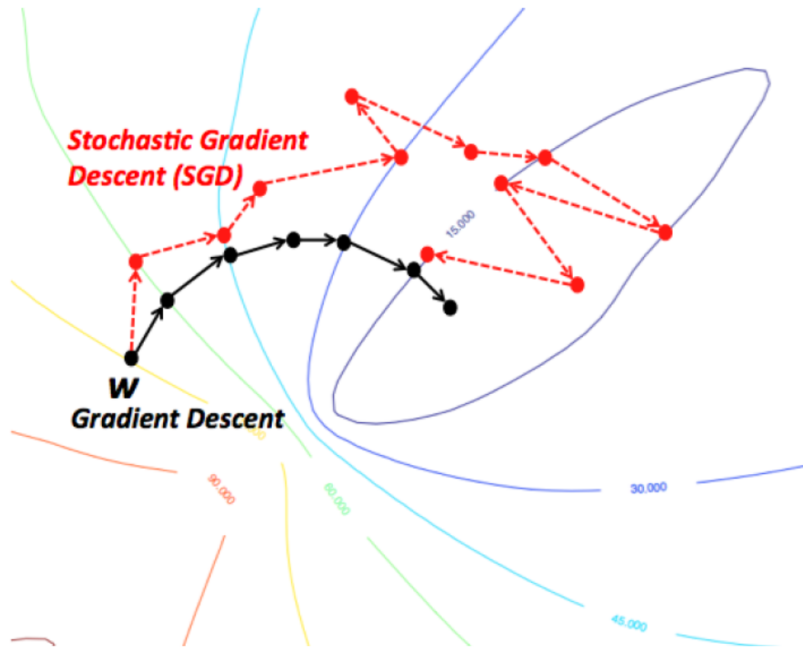 Stochastic Gradient
Descent (SGD)
15.000
W
Gradient Descent
90.000
60.000
30.000
45.000